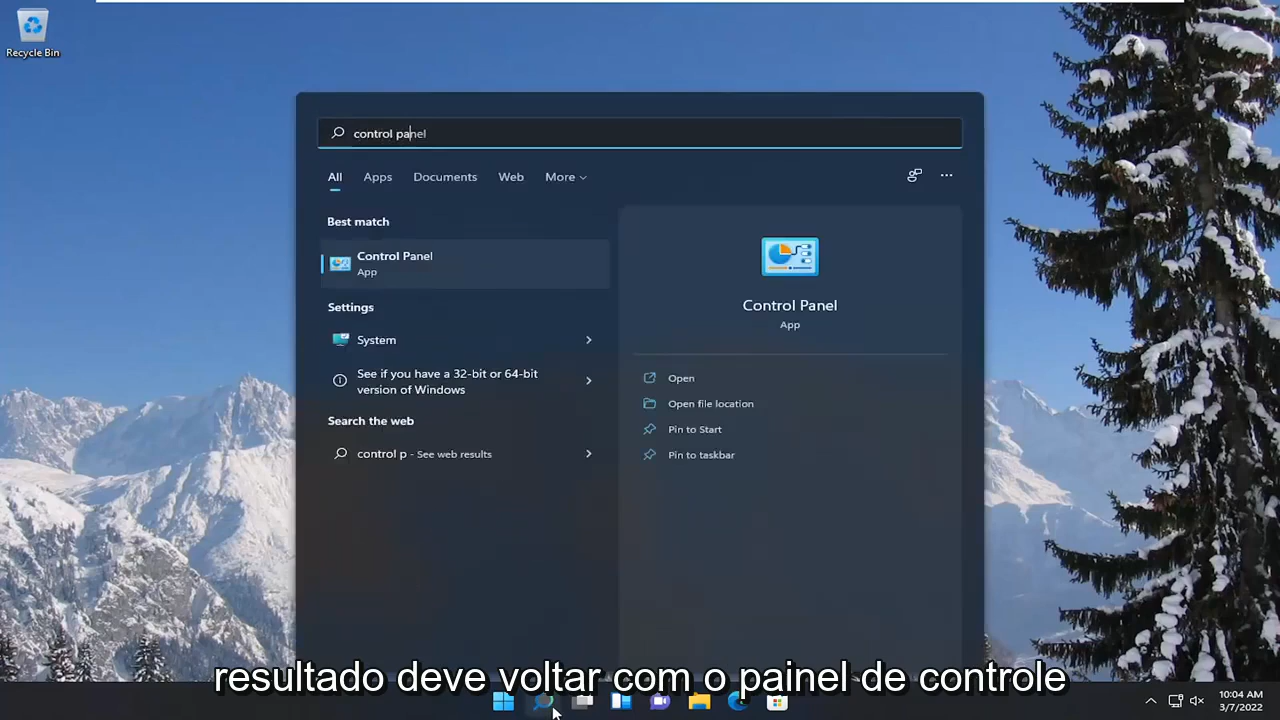 Recycle Bin
control panel
All Apps Documents Web More
Best match
Control Panel
App
Settings
System
See if you have a 32-bit or 64-bit
version of Windows
Search the web
control p - See web results
Control Panel
App
Open
Open file location
Pin to Start
Pin to taskbar
resultado deve voltar com o painel de controle
10:04 AM
3/7/2022